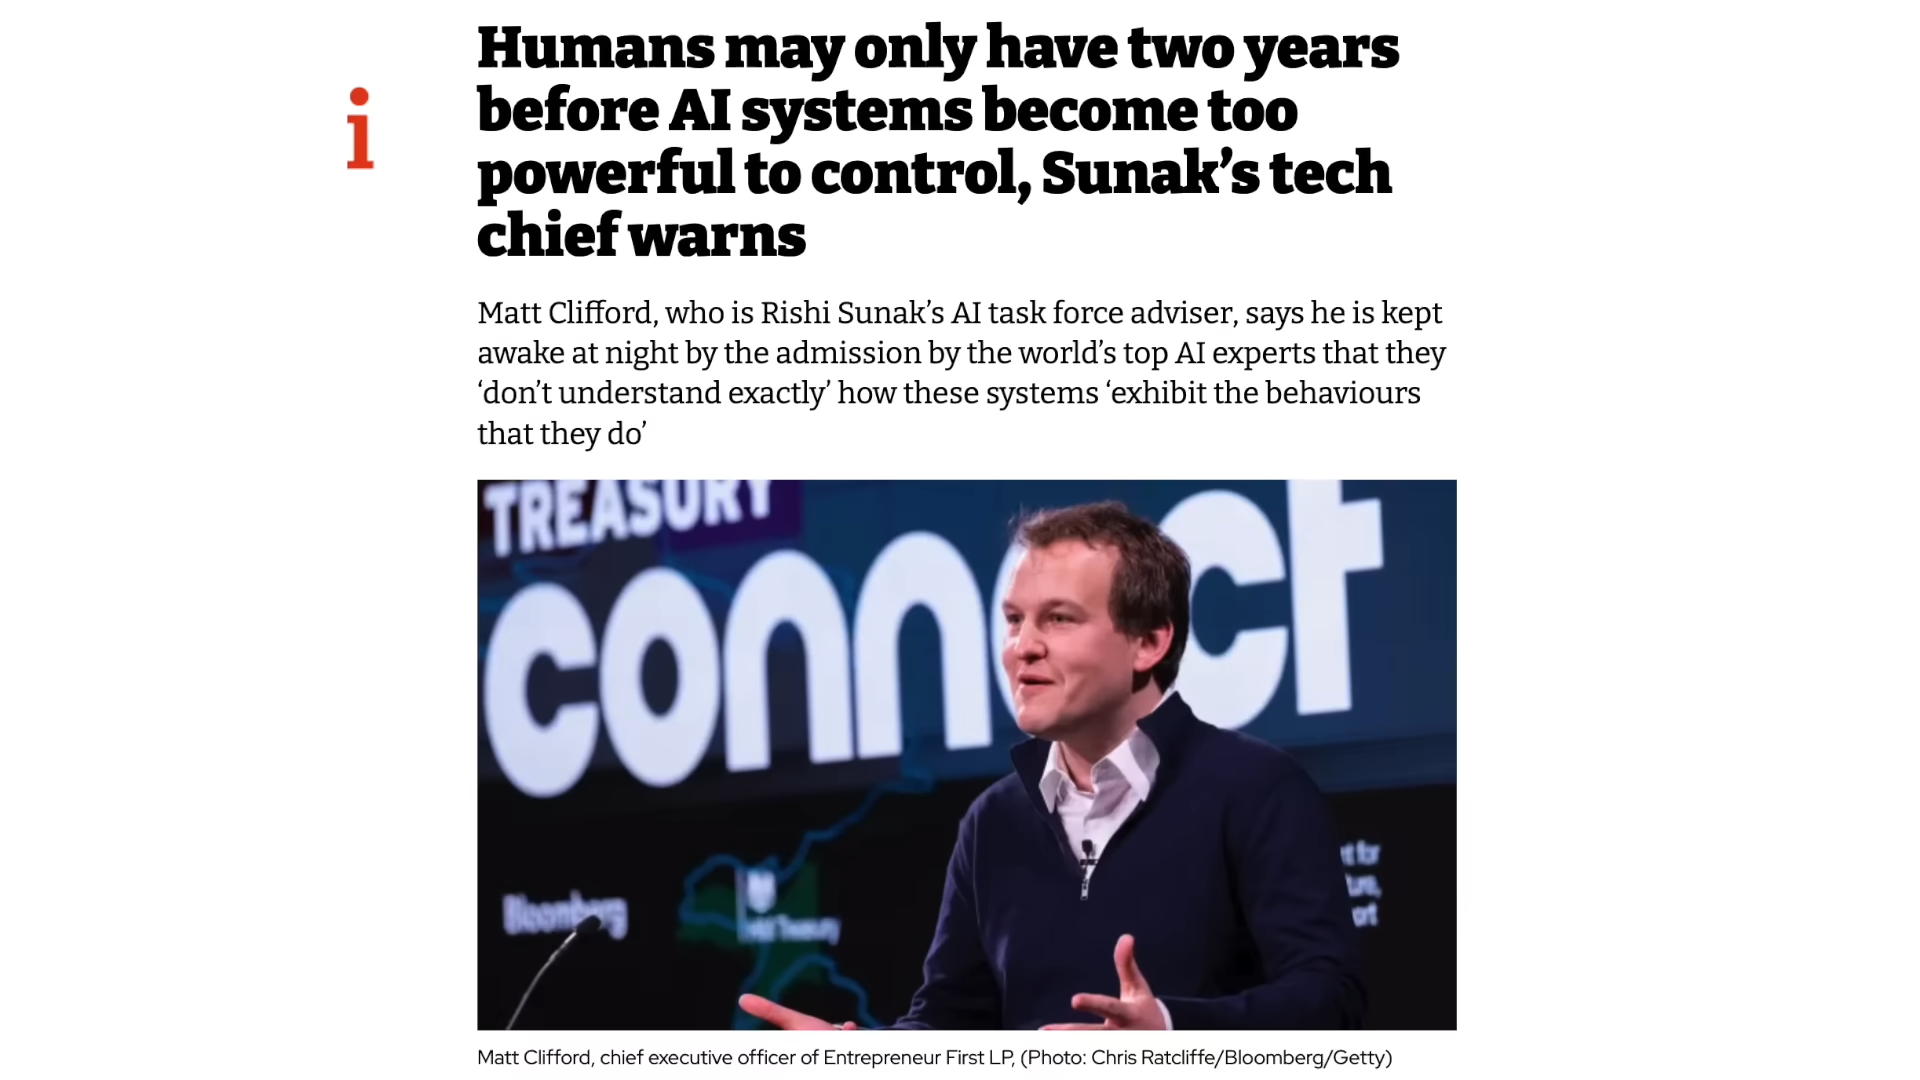 i
Humans may only have two years
before AI systems become too
powerful to control, Sunak’s tech
chief warns
Matt Clifford, who is Rishi Sunak’s AI task force adviser, says he is kept
awake at night by the admission by the world’s top AI experts that they
‘don’t understand exactly’ how these systems ‘exhibit the behaviours
that they do’
TREASURY
connect
Bloomberg
Treasury
Matt Clifford, chief executive officer of Entrepreneur First LP, (Photo: Chris Ratcliffe/Bloomberg/Getty)